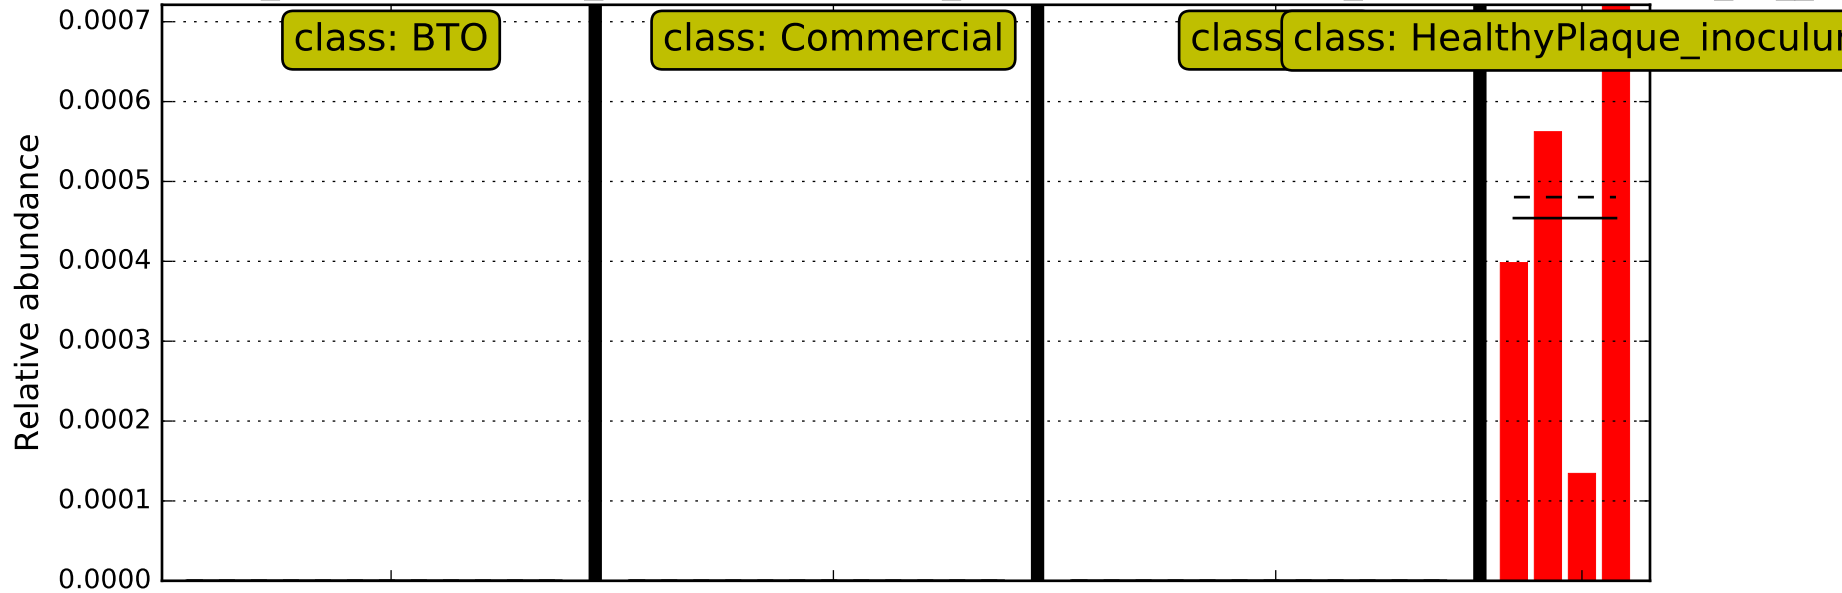 0.0007
class: BTO
class: Commercial
class
class: HealthyPlaque_inoculu
0.0006
0.0005
0.0004
0.0003
0.0002
0.0001
0.0000
Relative abundance